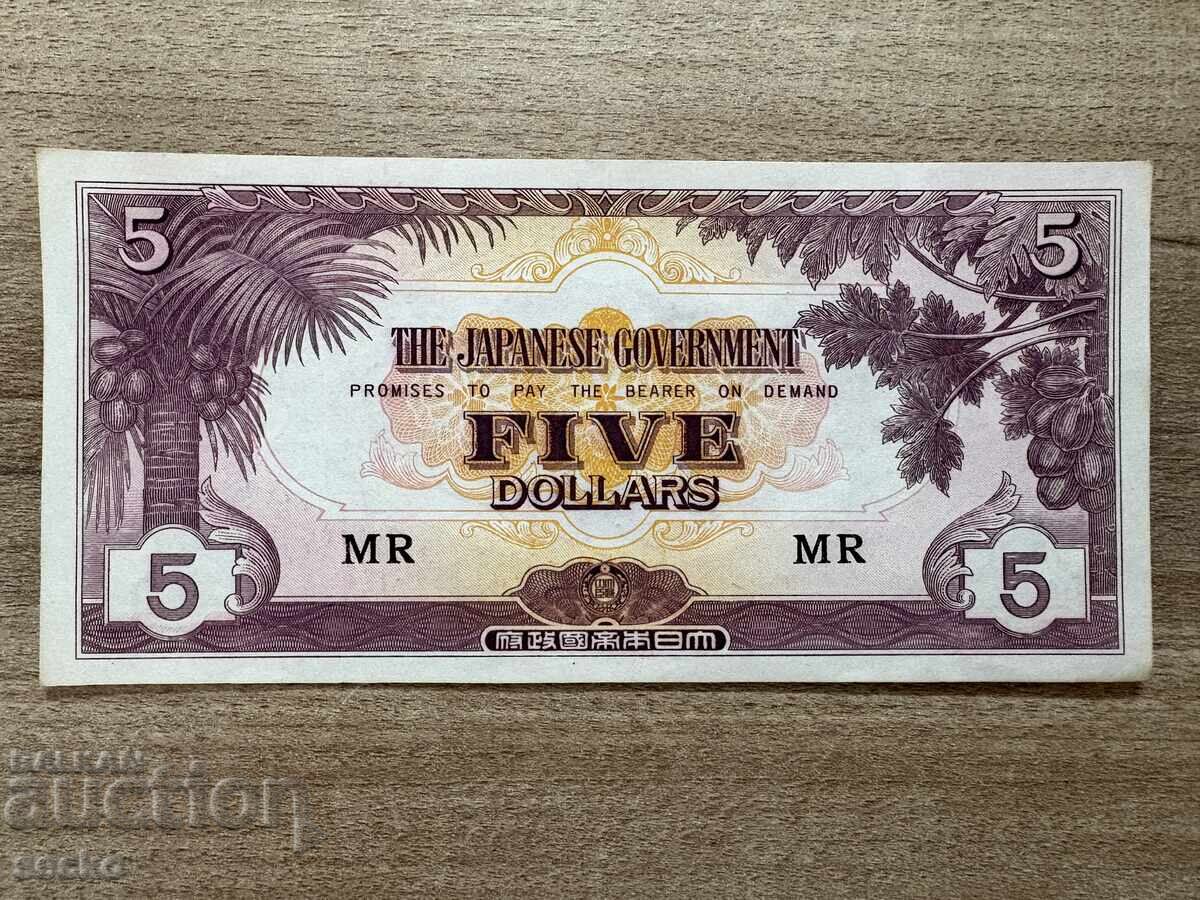 5 5
THE JAPANESE GOVERNMENT
PROMISES TO PAY THE BEARER ON DEMAND
FIVE
DOLLARS
MR MR
5 5
府政國帝本日大
BALKAN
auction
secko